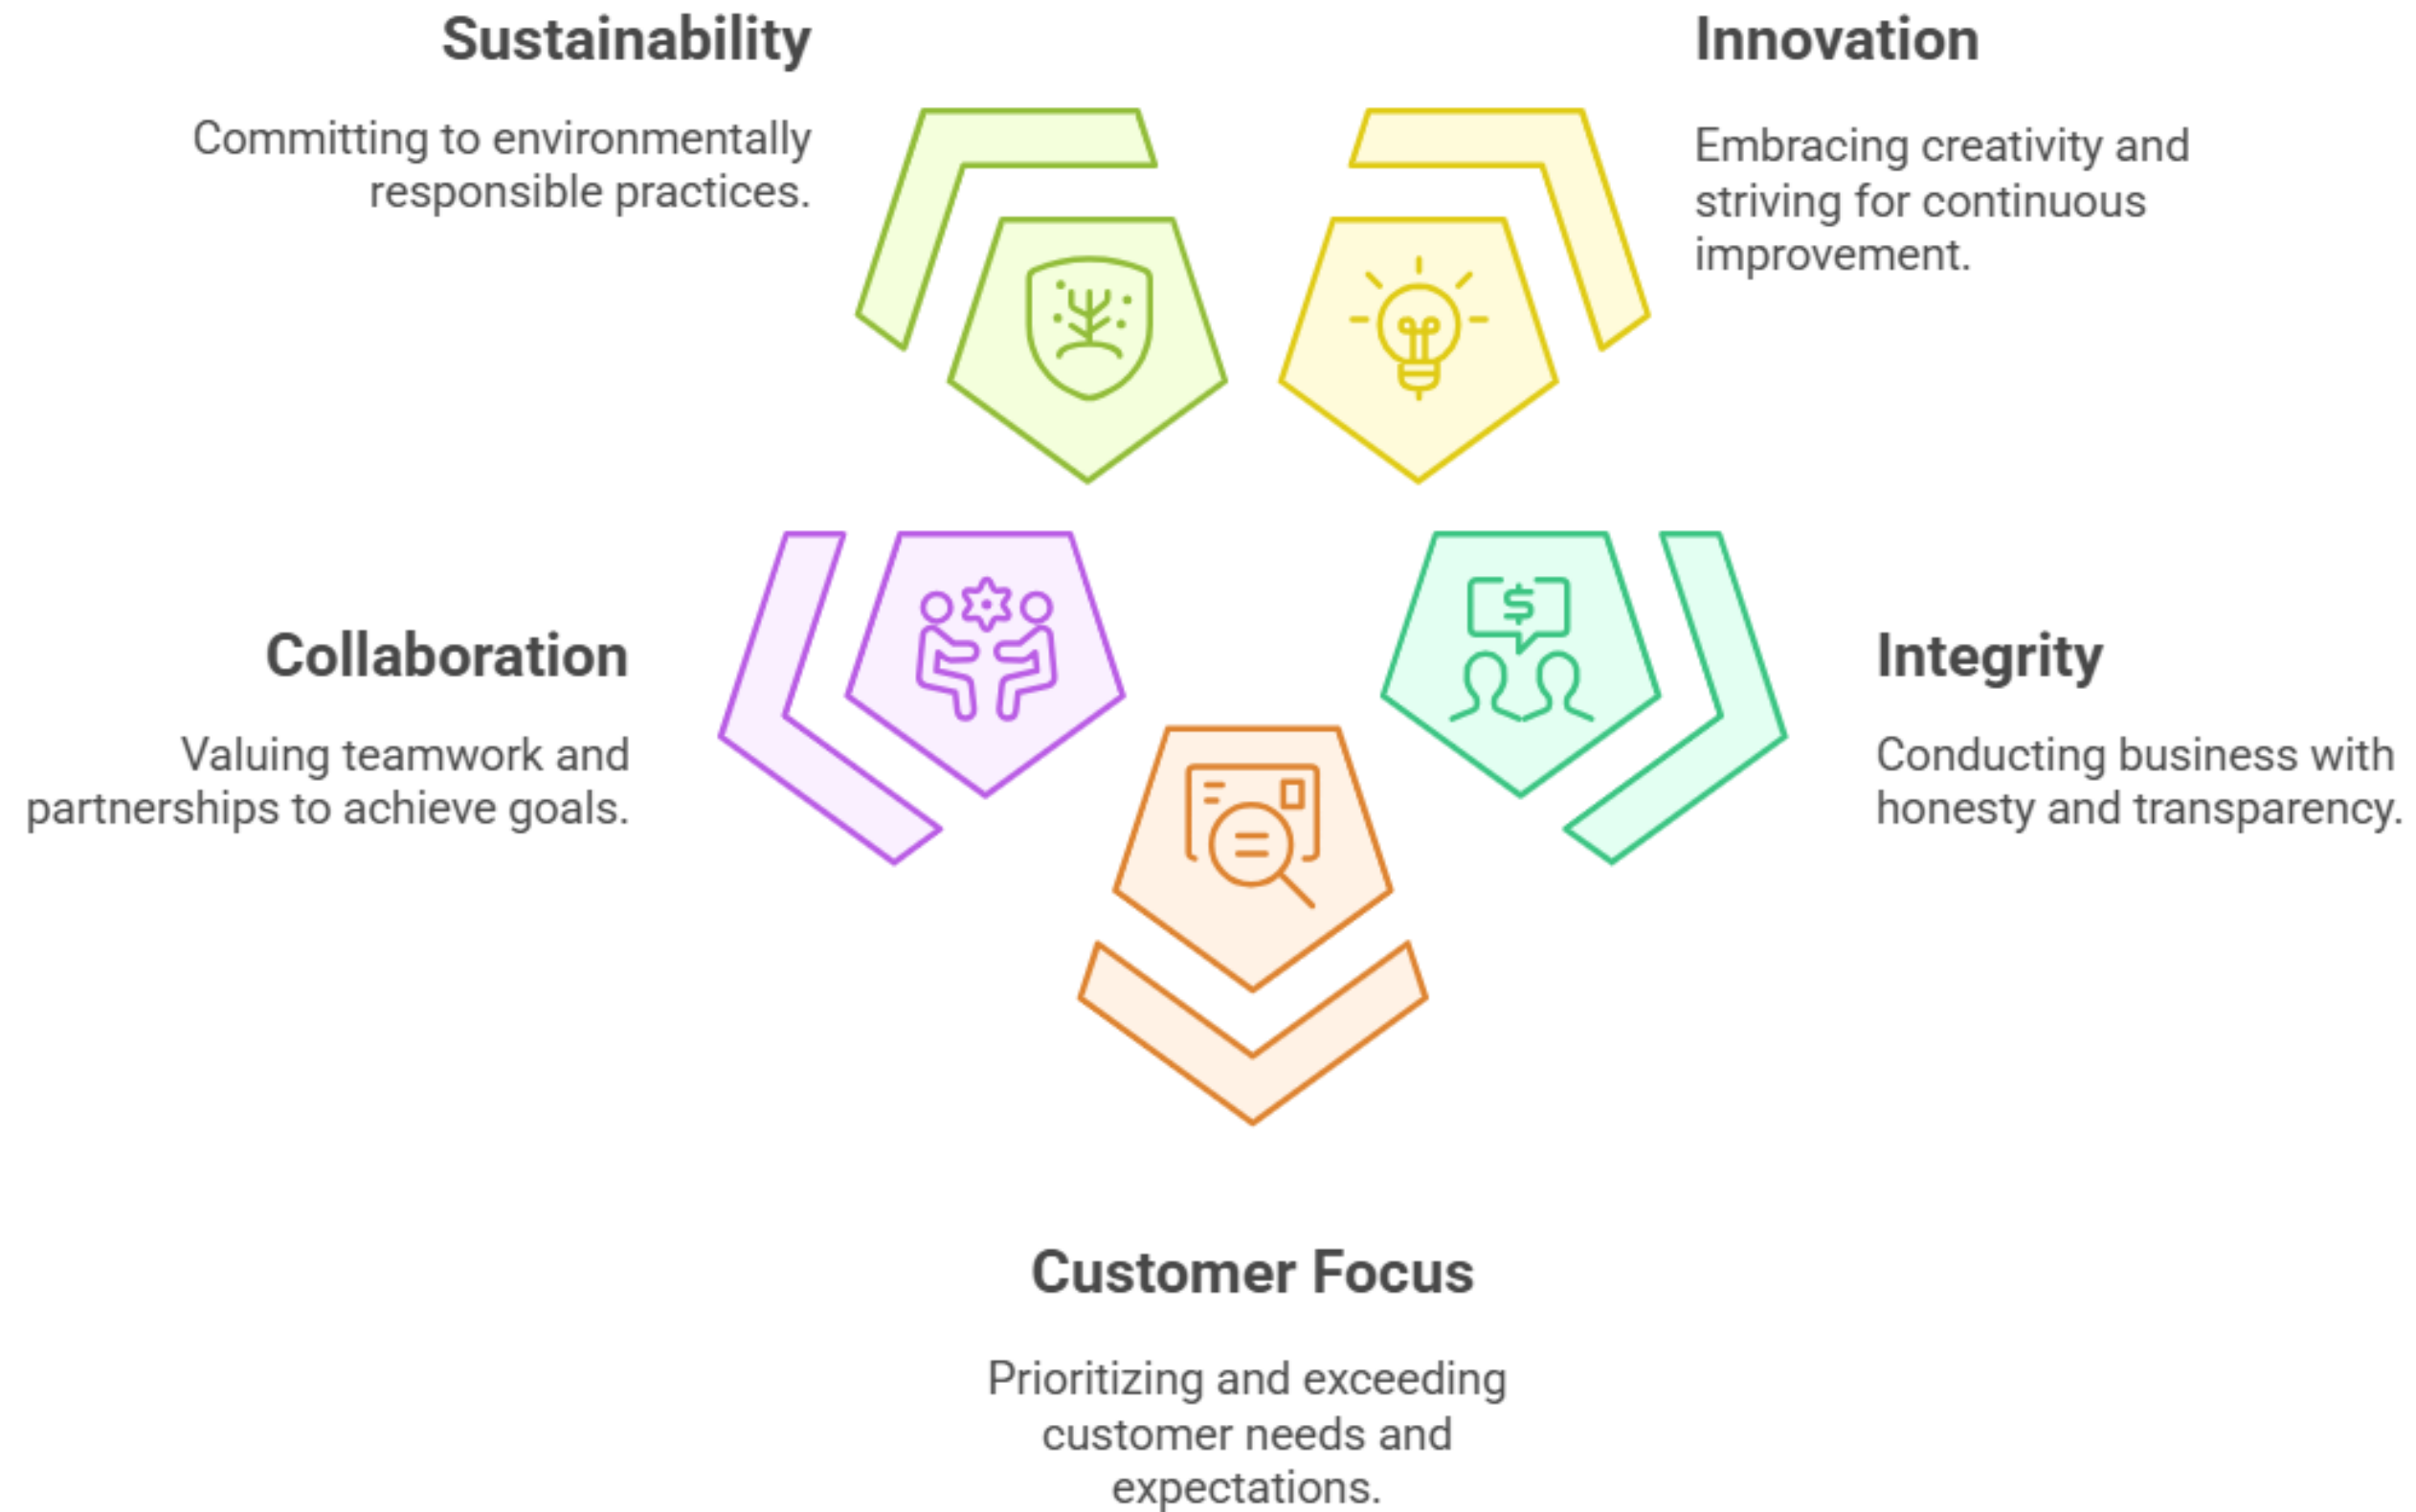 Sustainability
Committing to environmentally
responsible practices.
Innovation
Embracing creativity and
striving for continuous
improvement.
Collaboration
Valuing teamwork and
partnerships to achieve goals.
$
Integrity
Conducting business with
honesty and transparency.
Customer Focus
Prioritizing and exceeding
customer needs and
expectations.